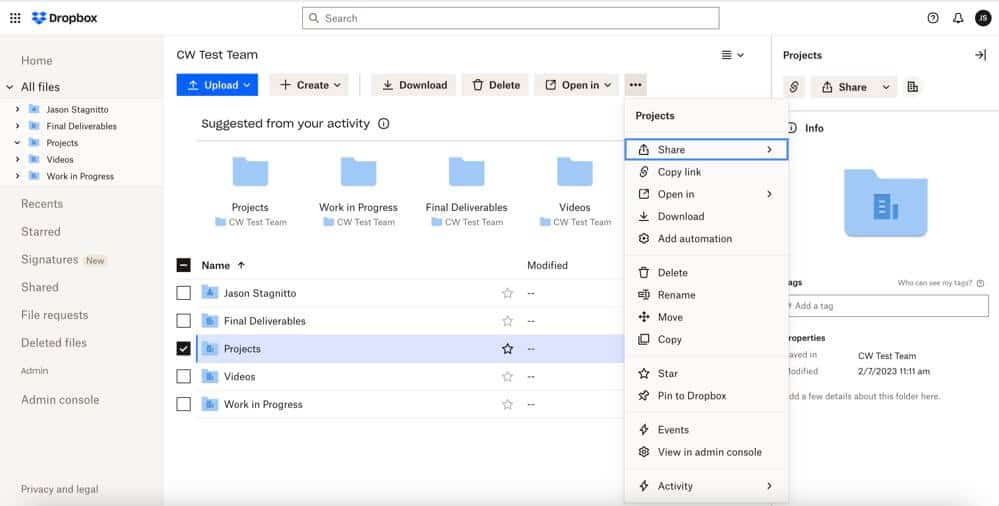 Dropbox
Search
JS
Home
All files
Jason Stagnitto
Final Deliverables
Projects
Videos
Work in Progress
Recents
Starred
Signatures New
Shared
File requests
Deleted files
Admin
Admin console
Privacy and legal
CW Test Team
Upload
Create
Download
Delete
Open in
Suggested from your activity
Projects
CW Test Team
Work in Progress
CW Test Team
Final Deliverables
CW Test Team
Videos
CW Test Team
Name
Modified
Jason Stagnitto --
Final Deliverables --
Projects --
Videos --
Work in Progress --
Projects
Share
Copy link
Open in
Download
Add automation
Delete
Rename
Move
Copy
Star
Pin to Dropbox
Events
View in admin console
Activity
Projects
Share
Info
ags Who can see my tags?
# Add a tag
roperties
aved in CW Test Team
odified 2/7/2023 11:11 am
dd a few details about this folder here.